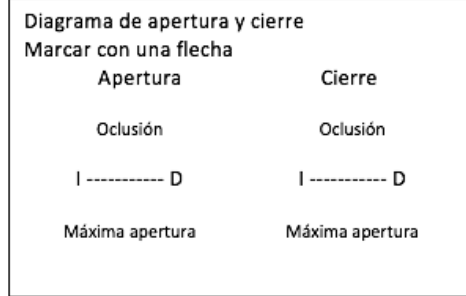 Diagrama de apertura y cierre
Marcar con una flecha
Apertura Cierre
Oclusión Oclusión
I ----------- D I ----------- D
Máxima apertura Máxima apertura